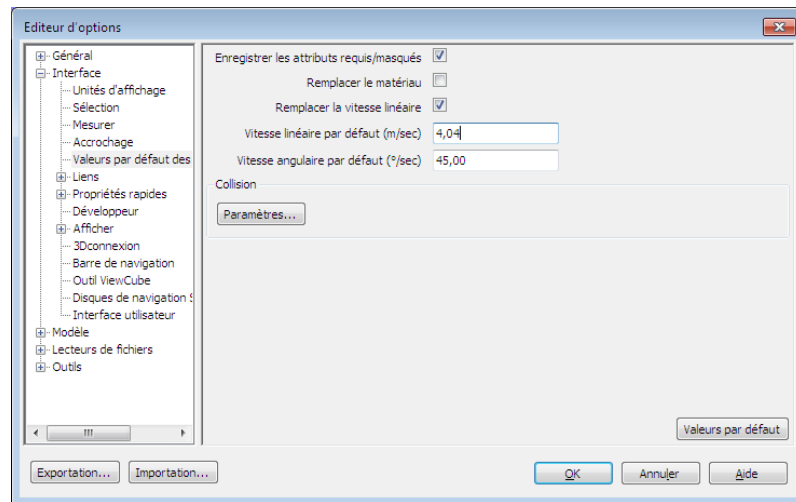 Editeur d'options
Général
Interface
Unités d'affichage
Sélection
Mesurer
Accrochage
Valeurs par défaut des
Liens
Propriétés rapides
Développeur
Afficher
3Dconnexion
Barre de navigation
Outil ViewCube
Disques de navigation S
Interface utilisateur
Modèle
Lecteurs de fichiers
Outils
Enregistrer les attributs requis/masqués
Remplacer le matériau
Remplacer la vitesse linéaire
Vitesse linéaire par défaut (m/sec) 4,04
Vitesse angulaire par défaut (°/sec) 45,00
Collision
Paramètres...
Valeurs par défaut
Exportation... Importation... OK Annuler Aide